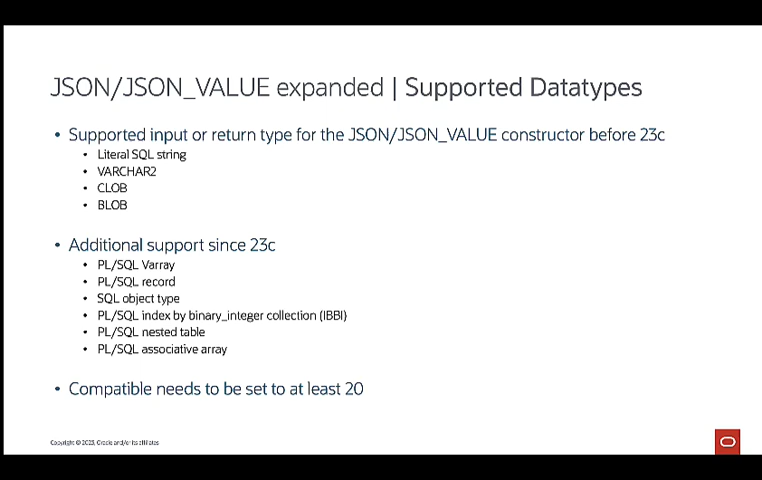 JSON/JSON_VALUE expanded | Supported Datatypes
• Supported input or return type for the JSON/JSON_VALUE constructor before 23c
• Literal SQL string
• VARCHAR2
• CLOB
• BLOB
• Additional support since 23c
• PL/SQL Varray
• PL/SQL record
• SQL object type
• PL/SQL index by binary_integer collection (IBBI)
• PL/SQL nested table
• PL/SQL associative array
• Compatible needs to be set to at least 20
Copyright © 2023, Oracle and/or its affiliates